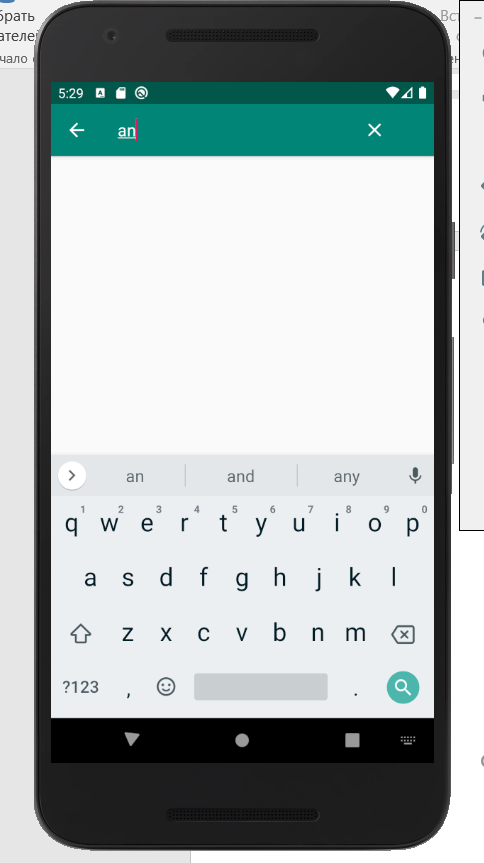 брать
ателей
чало
Вст
5:29
A
an
an and any
1 2 3 4 5 6 7 8 9 0
q w e r t y u i o p
a s d f g h j k l
z x c v b n m
?123 , .